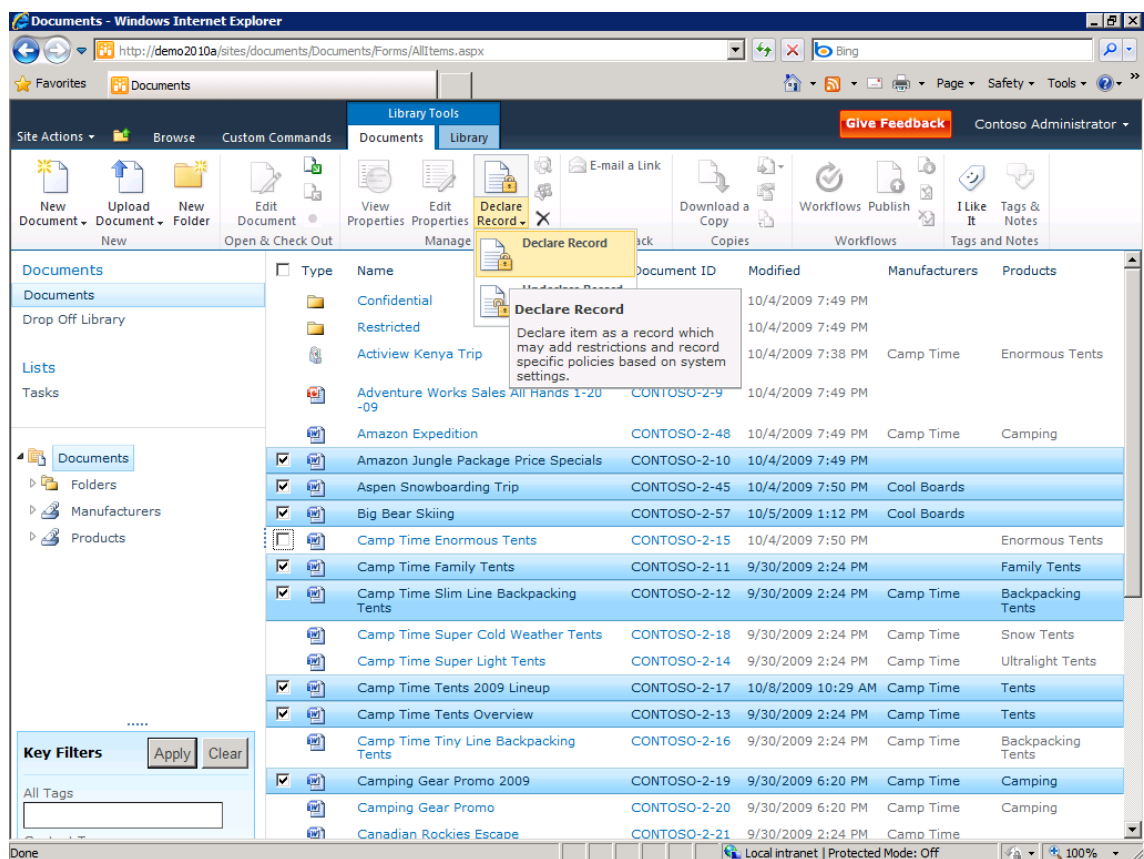 Documents - Windows Internet Explorer
http://demo2010a/sites/documents/Documents/Forms/AllItems.aspx
Bing
Favorites Documents
Page Safety Tools
Library Tools
Site Actions Browse Custom Commands Documents Library Give Feedback Contoso Administrator
E-mail a Link
New Document Upload Document New Folder Edit Document View Properties Edit Properties Declare Record Download a Copy Workflows Publish I Like It Tags & Notes
New Open & Check Out Manage Copies Workflows Tags and Notes
Declare Record
Declare Record
Declare item as a record which
may add restrictions and record
specific policies based on system
settings.
Documents
Documents
Drop Off Library
Lists
Tasks
Documents
Folders
Manufacturers
Products
Key Filters Apply Clear
All Tags
Type Name Document ID Modified Manufacturers Products
Confidential 10/4/2009 7:49 PM
Restricted 10/4/2009 7:49 PM
Actiview Kenya Trip 10/4/2009 7:38 PM Camp Time Enormous Tents
Adventure Works Sales All Hands 1-20 CONTOSO-2-9 10/4/2009 7:49 PM
-09
Amazon Expedition CONTOSO-2-48 10/4/2009 7:49 PM Camp Time Camping
Amazon Jungle Package Price Specials CONTOSO-2-10 10/4/2009 7:49 PM
Aspen Snowboarding Trip CONTOSO-2-45 10/4/2009 7:50 PM Cool Boards
Big Bear Skiing CONTOSO-2-57 10/5/2009 1:12 PM Cool Boards
Camp Time Enormous Tents CONTOSO-2-15 10/4/2009 7:50 PM Enormous Tents
Camp Time Family Tents CONTOSO-2-11 9/30/2009 2:24 PM Family Tents
Camp Time Slim Line Backpacking CONTOSO-2-12 9/30/2009 2:24 PM Camp Time Backpacking
Tents Tents
Camp Time Super Cold Weather Tents CONTOSO-2-18 9/30/2009 2:24 PM Camp Time Snow Tents
Camp Time Super Light Tents CONTOSO-2-14 9/30/2009 2:24 PM Camp Time Ultralight Tents
Camp Time Tents 2009 Lineup CONTOSO-2-17 10/8/2009 10:29 AM Camp Time Tents
Camp Time Tents Overview CONTOSO-2-13 9/30/2009 2:24 PM Camp Time Tents
Camp Time Tiny Line Backpacking CONTOSO-2-16 9/30/2009 2:24 PM Camp Time Backpacking
Tents Tents
Camping Gear Promo 2009 CONTOSO-2-19 9/30/2009 6:20 PM Camp Time Camping
Camping Gear Promo CONTOSO-2-20 9/30/2009 6:20 PM Camp Time Camping
Canadian Rockies Escape CONTOSO-2-21 9/30/2009 2:24 PM Camp Time
Done Local intranet | Protected Mode: Off 100%